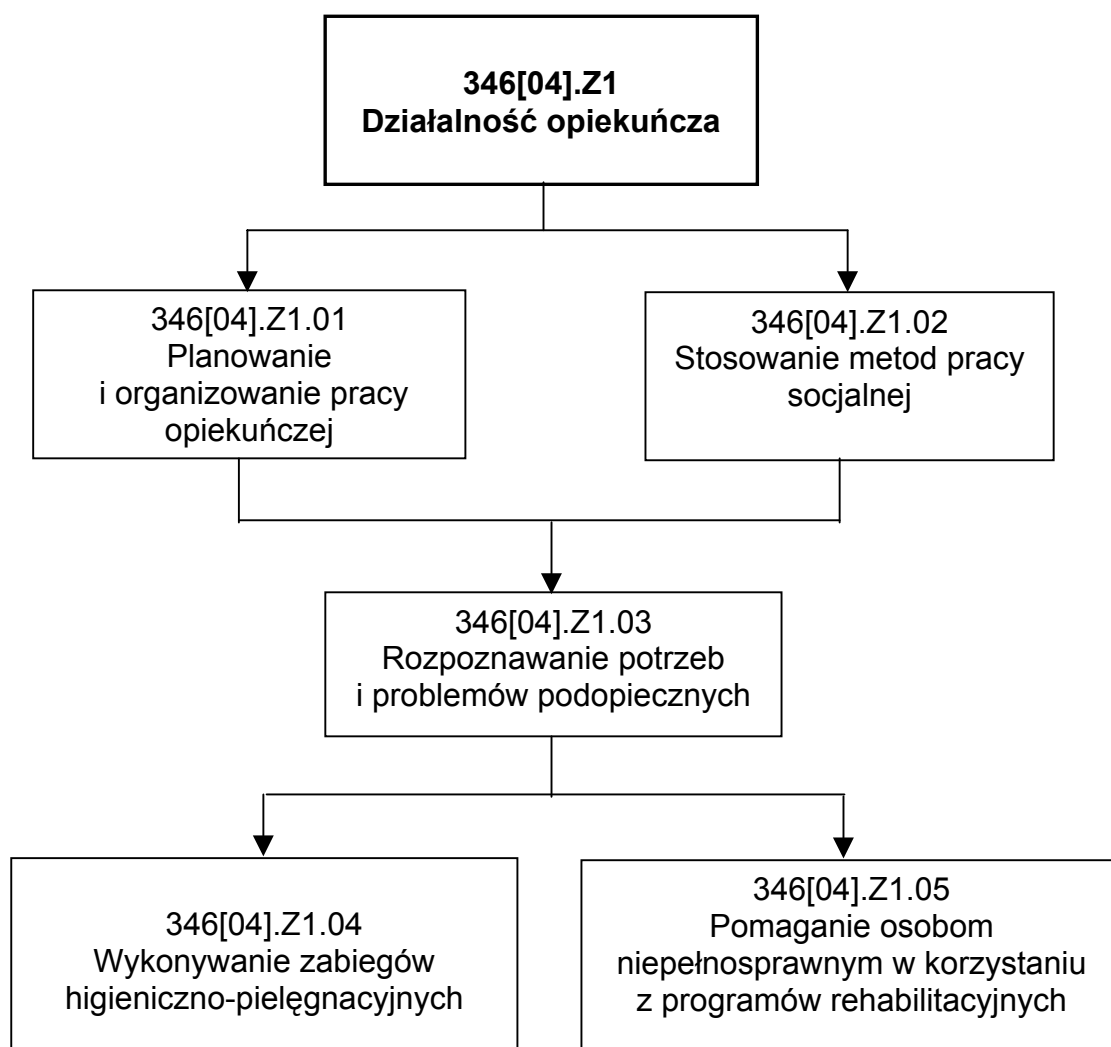 346[04].Z1
Działalność opiekuńcza
346[04].Z1.01
Planowanie
i organizowanie pracy
opiekuńczej
346[04].Z1.02
Stosowanie metod pracy
socjalnej
346[04].Z1.03
Rozpoznawanie potrzeb
i problemów podopiecznych
346[04].Z1.04
Wykonywanie zabiegów
higieniczno-pielęgnacyjnych
346[04].Z1.05
Pomaganie osobom
niepełnosprawnym w korzystaniu
z programów rehabilitacyjnych